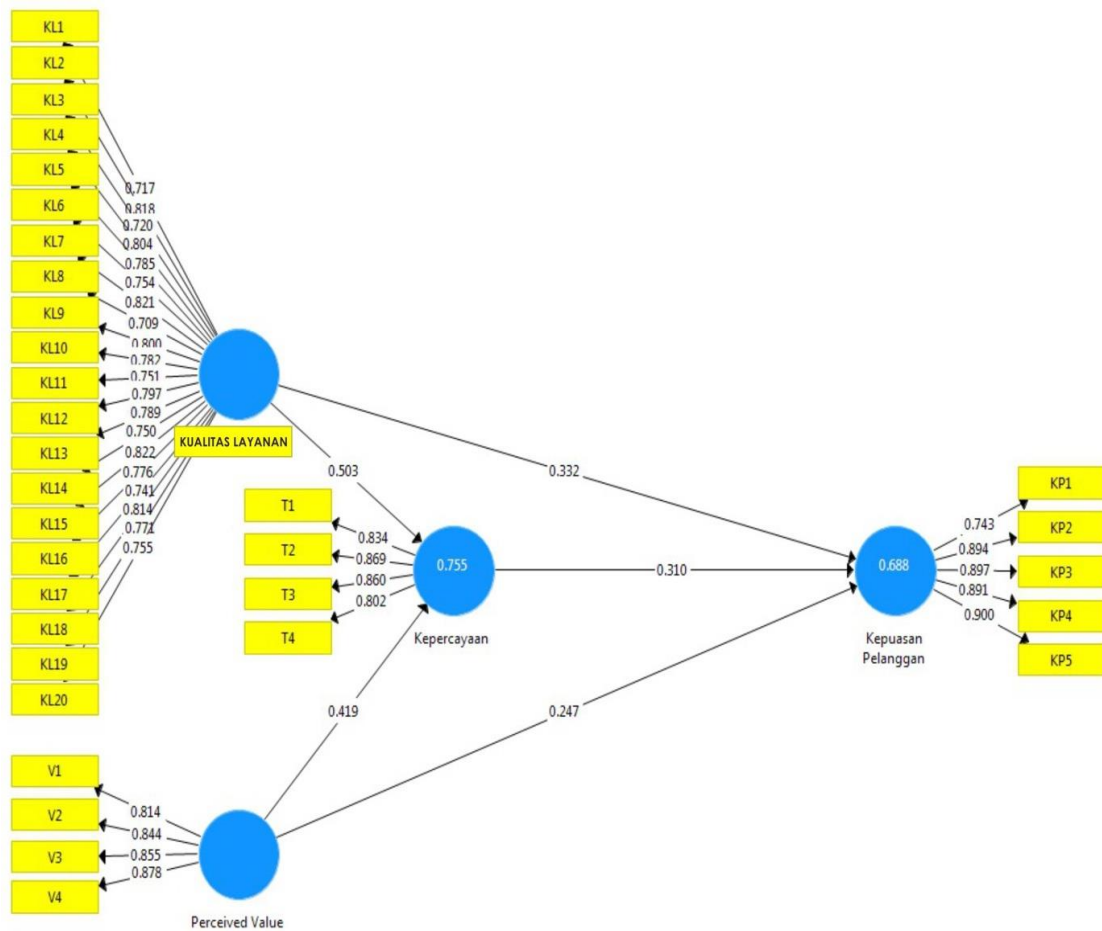 KL1
KL2
KL3
KL4
KL5
KL6
KL7
KL8
KL9
KL10
KL11
KL12
KL13
KL14
KL15
KL16
KL17
KL18
KL19
KL20
0.717
0.818
0.720
0.804
0.785
0.754
0.821
0.709
0.800
0.782
0.751
0.797
0.789
0.750
0.822
0.776
0.741
0.814
0.771
0.755
KUALITAS LAYANAN
0.503
0.332
T1
T2
T3
T4
0.834
0.869
0.860
0.802
0.755
Kepercayaan
0.310
0.688
Kepuasan
Pelanggan
0.743
0.894
0.897
0.891
0.900
KP1
KP2
KP3
KP4
KP5
0.419
0.247
V1
V2
V3
V4
0.814
0.844
0.855
0.878
Perceived Value